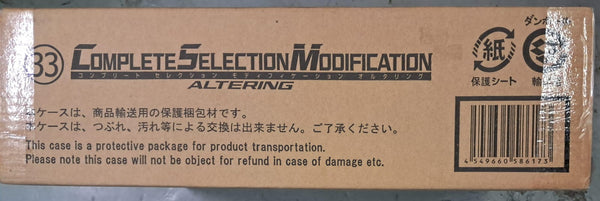 33 COMPLETE SELECTION MODIFICATION
コンプリート セレクション モディフィケーション オルタリング
ALTERING
ケースは、商品輸送用の保護梱包材です。
ケースは、つぶれ、汚れ等による交換は出来ません。ご了承ください。
This case is a protective package for product transportation.
Please note this case will not be object for refund in case of damage etc.
紙
保護シート
ダンボール
4549660586173